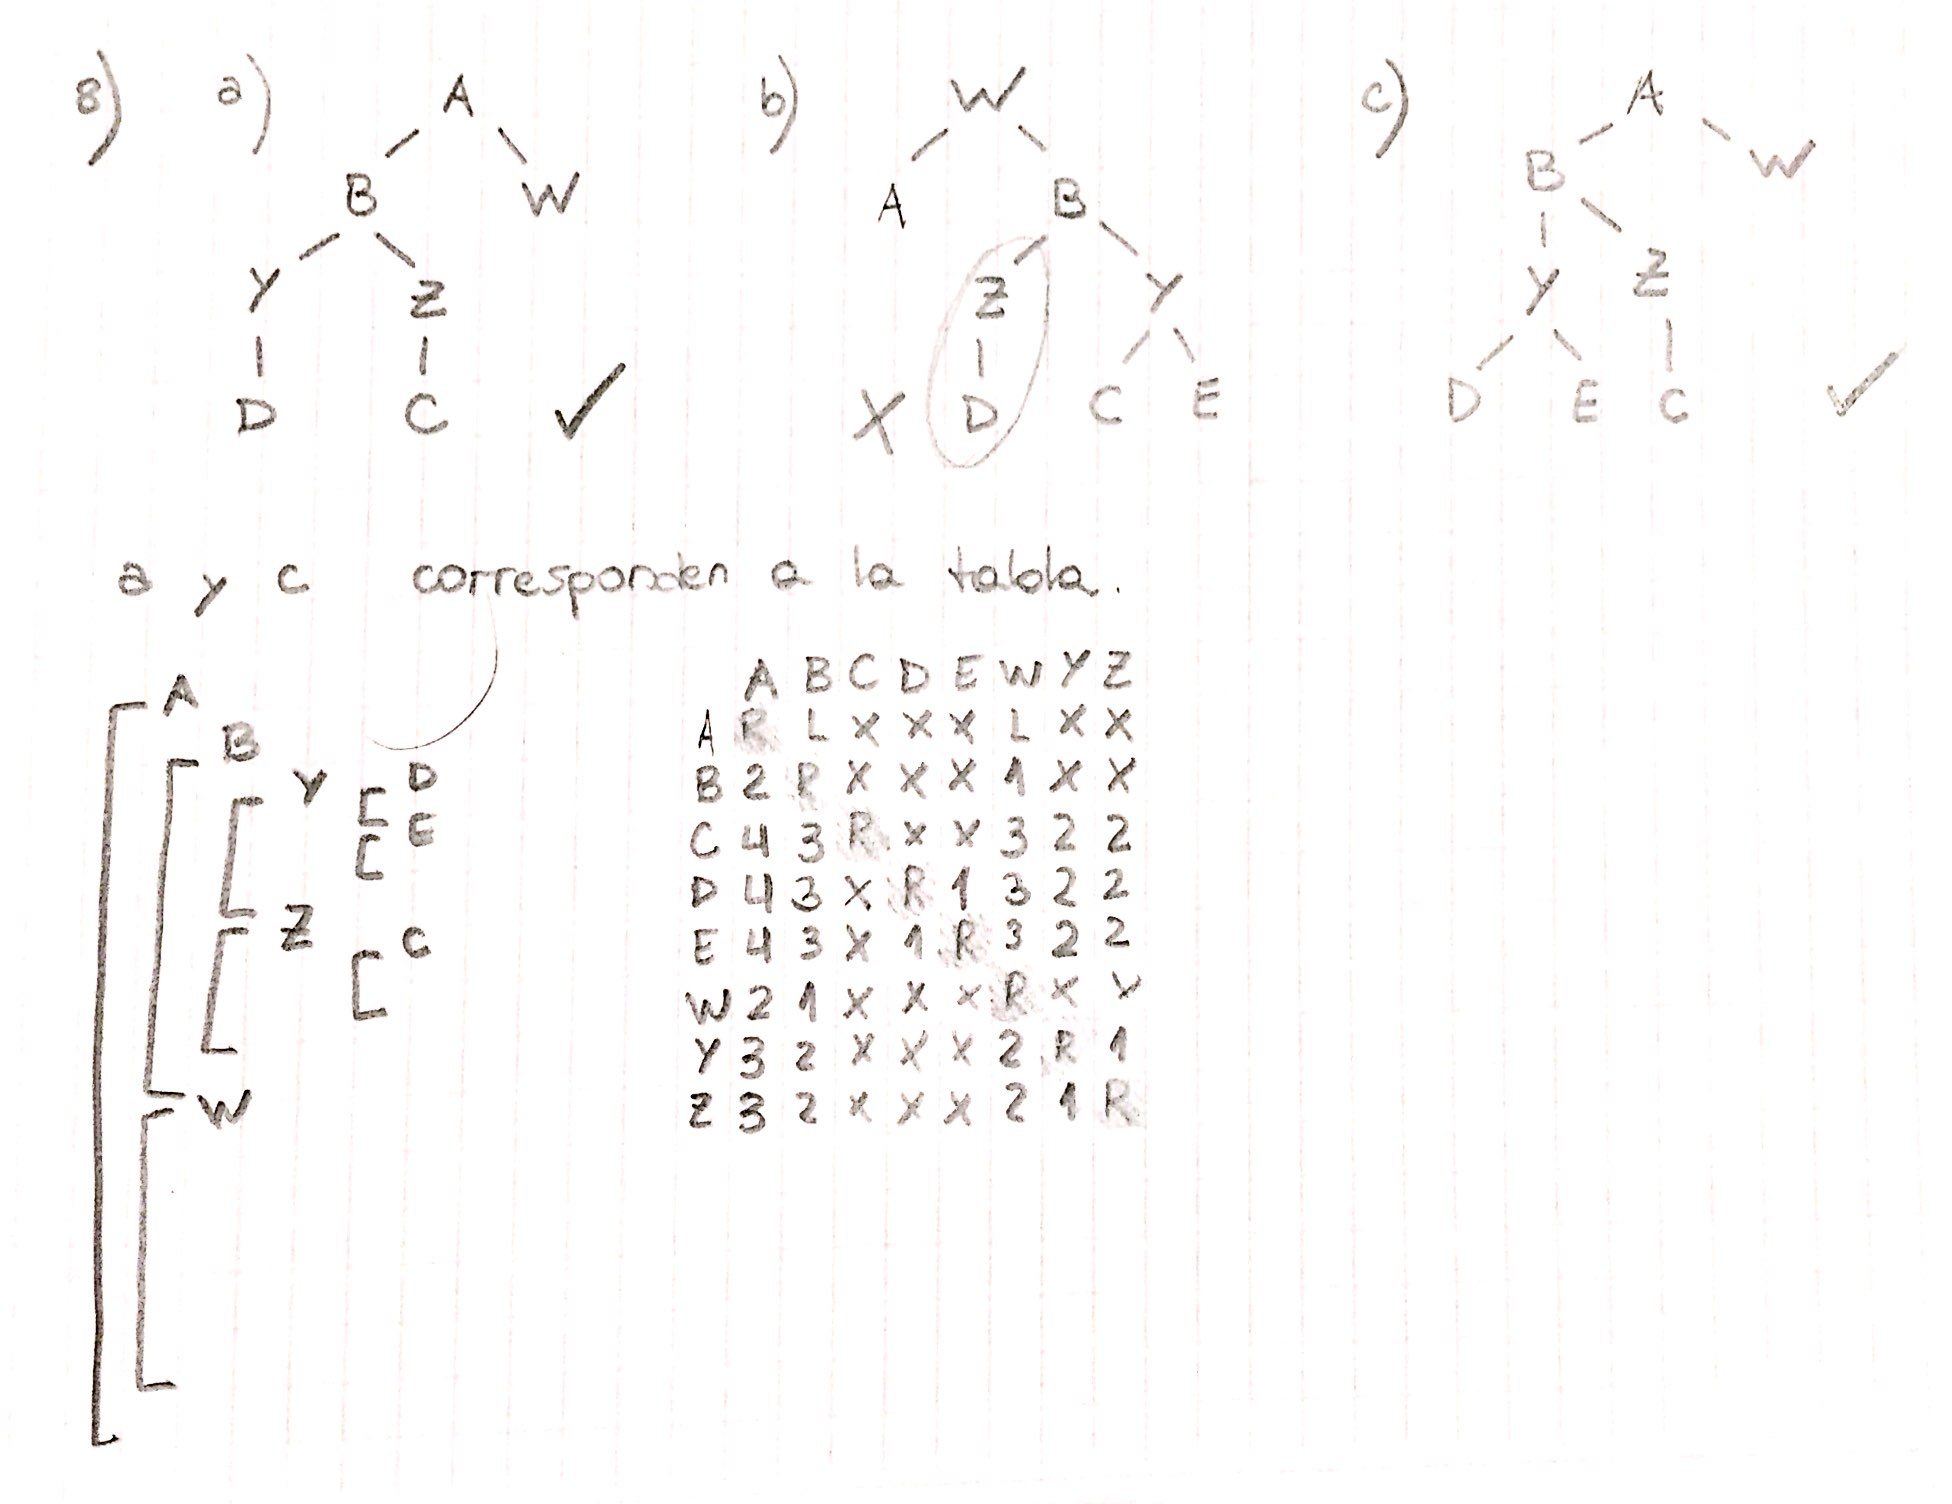 8) a) A b) W c) A
B W A B B W
Y Z Z Y Y Z
D C ✓ X D C E D E C ✓
a y c corresponden a la tabla.
A
B
Y D
E
Z C
W
A B C D E W Y Z
A R L X X X L X X
B 2 R X X X 1 X X
C 4 3 R X X 3 2 2
D 4 3 X R 1 3 2 2
E 4 3 X 1 R 3 2 2
W 2 1 X X X R X X
Y 3 2 X X X 2 R 1
Z 3 2 X X X 2 1 R